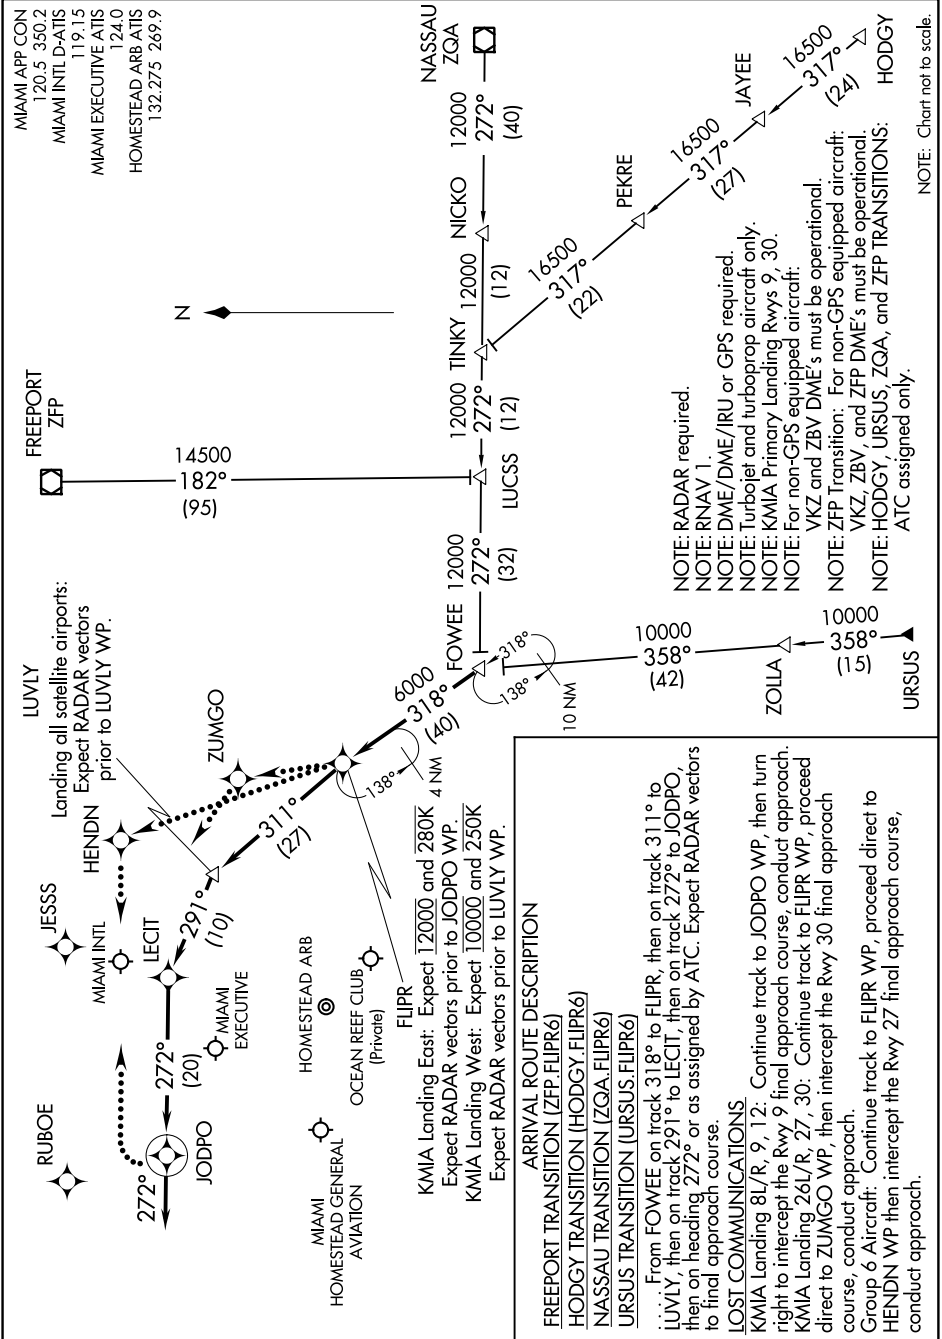 MIAMI APP CON
120.5 350.2
MIAMI INTL D-ATIS
119.15
MIAMI EXECUTIVE ATIS
124.0
HOMESTEAD ARB ATIS
132.275 269.9
FREEPORT
ZFP
14500
182°
(95)
N
NASSAU
ZQA
12000
272°
(40)
NICKO
12000
(12)
TINKY
12000
272°
(12)
LUCSS
12000
272°
(32)
FOWEE
HODGY
16500
317°
(24)
JAYEE
16500
317°
(27)
PEKRE
16500
317°
(22)
URSUS
10000
358°
(15)
ZOLLA
10000
358°
(42)
318°
138°
10 NM
6000
318°
(40)
138°
4 NM
FLIPR
KMIA Landing East: Expect 12000 and 280K
Expect RADAR vectors prior to JODPO WP.
KMIA Landing West: Expect 10000 and 250K
Expect RADAR vectors prior to LUVLY WP.
311°
(27)
LUVLY
Landing all satellite airports:
Expect RADAR vectors
prior to LUVLY WP.
ZUMGO
HENDN
JESSS
MIAMI INTL
291°
(10)
LECIT
272°
(20)
MIAMI
EXECUTIVE
JODPO
272°
RUBOE
HOMESTEAD ARB
OCEAN REEF CLUB
(Private)
MIAMI
HOMESTEAD GENERAL
AVIATION
NOTE: RADAR required.
NOTE: RNAV 1.
NOTE: DME/DME/IRU or GPS required.
NOTE: Turbojet and turboprop aircraft only.
NOTE: KMIA Primary Landing Rwys 9, 30.
NOTE: For non-GPS equipped aircraft:
VKZ and ZBV DME's must be operational.
NOTE: ZFP Transition: For non-GPS equipped aircraft:
VKZ, ZBV, and ZFP DME's must be operational.
NOTE: HODGY, URSUS, ZQA, and ZFP TRANSITIONS:
ATC assigned only.
NOTE: Chart not to scale.
ARRIVAL ROUTE DESCRIPTION
FREEPORT TRANSITION (ZFP.FLIPR6)
HODGY TRANSITION (HODGY.FLIPR6)
NASSAU TRANSITION (ZQA.FLIPR6)
URSUS TRANSITION (URSUS.FLIPR6)
. . . . From FOWEE on track 318° to FLIPR, then on track 311° to
LUVLY, then on track 291° to LECIT, then on track 272° to JODPO,
then on heading 272° or as assigned by ATC. Expect RADAR vectors
to final approach course.
LOST COMMUNICATIONS
KMIA Landing 8L/R, 9, 12: Continue track to JODPO WP, then turn
right to intercept the Rwy 9 final approach course, conduct approach.
KMIA Landing 26L/R, 27, 30: Continue track to FLIPR WP, proceed
direct to ZUMGO WP, then intercept the Rwy 30 final approach
course, conduct approach.
Group 6 Aircraft: Continue track to FLIPR WP, proceed direct to
HENDN WP then intercept the Rwy 27 final approach course,
conduct approach.